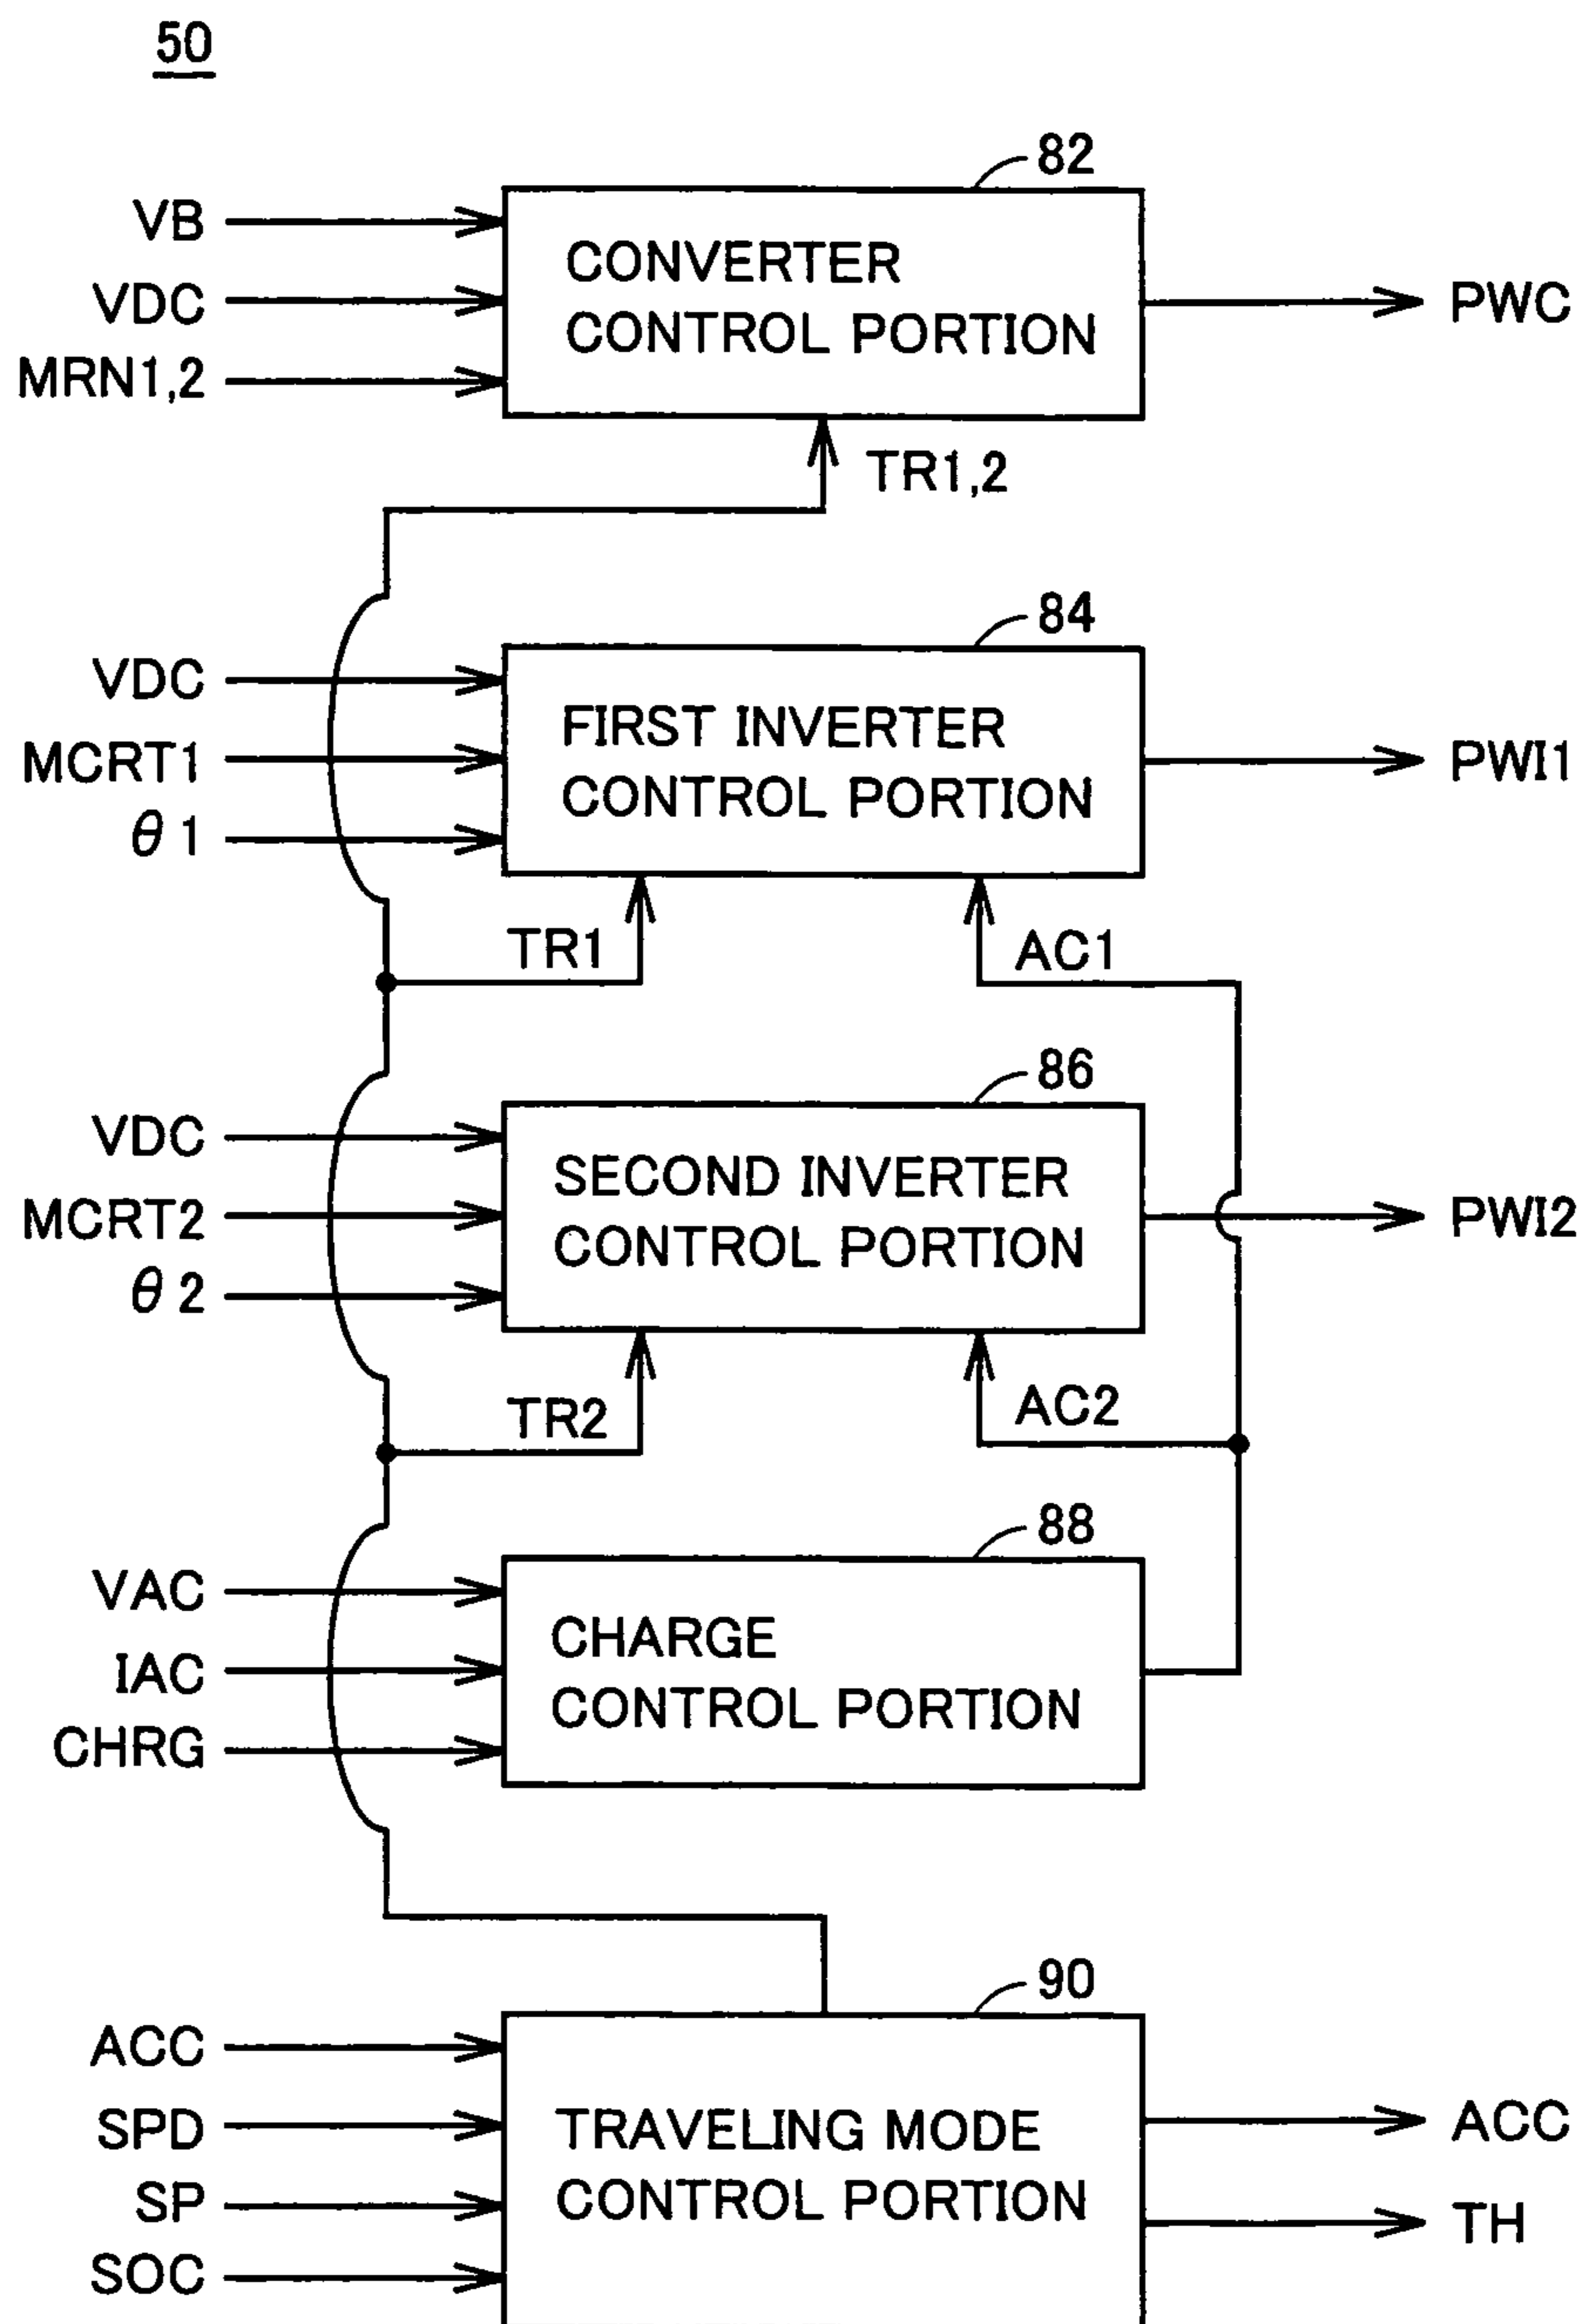 50
82
VB
VDC
MRN1,2
CONVERTER
CONTROL PORTION
PWC
TR1,2
84
VDC
MCRT1
θ1
FIRST INVERTER
CONTROL PORTION
PWI1
TR1
AC1
86
VDC
MCRT2
θ2
SECOND INVERTER
CONTROL PORTION
PWI2
TR2
AC2
88
VAC
IAC
CHRG
CHARGE
CONTROL PORTION
90
ACC
SPD
SP
SOC
TRAVELING MODE
CONTROL PORTION
ACC
TH